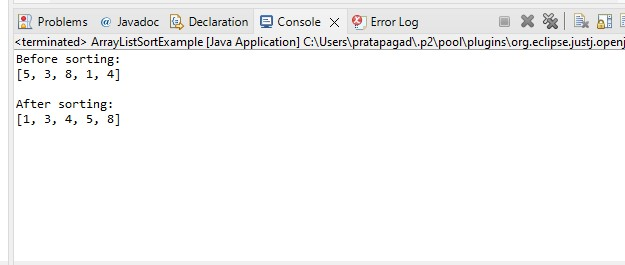 Problems @ Javadoc Declaration Console Error Log
<terminated> ArrayListSortExample [Java Application] C:\Users\pratapagad\.p2\pool\plugins\org.eclipse.justj.openj
Before sorting:
[5, 3, 8, 1, 4]
After sorting:
[1, 3, 4, 5, 8]